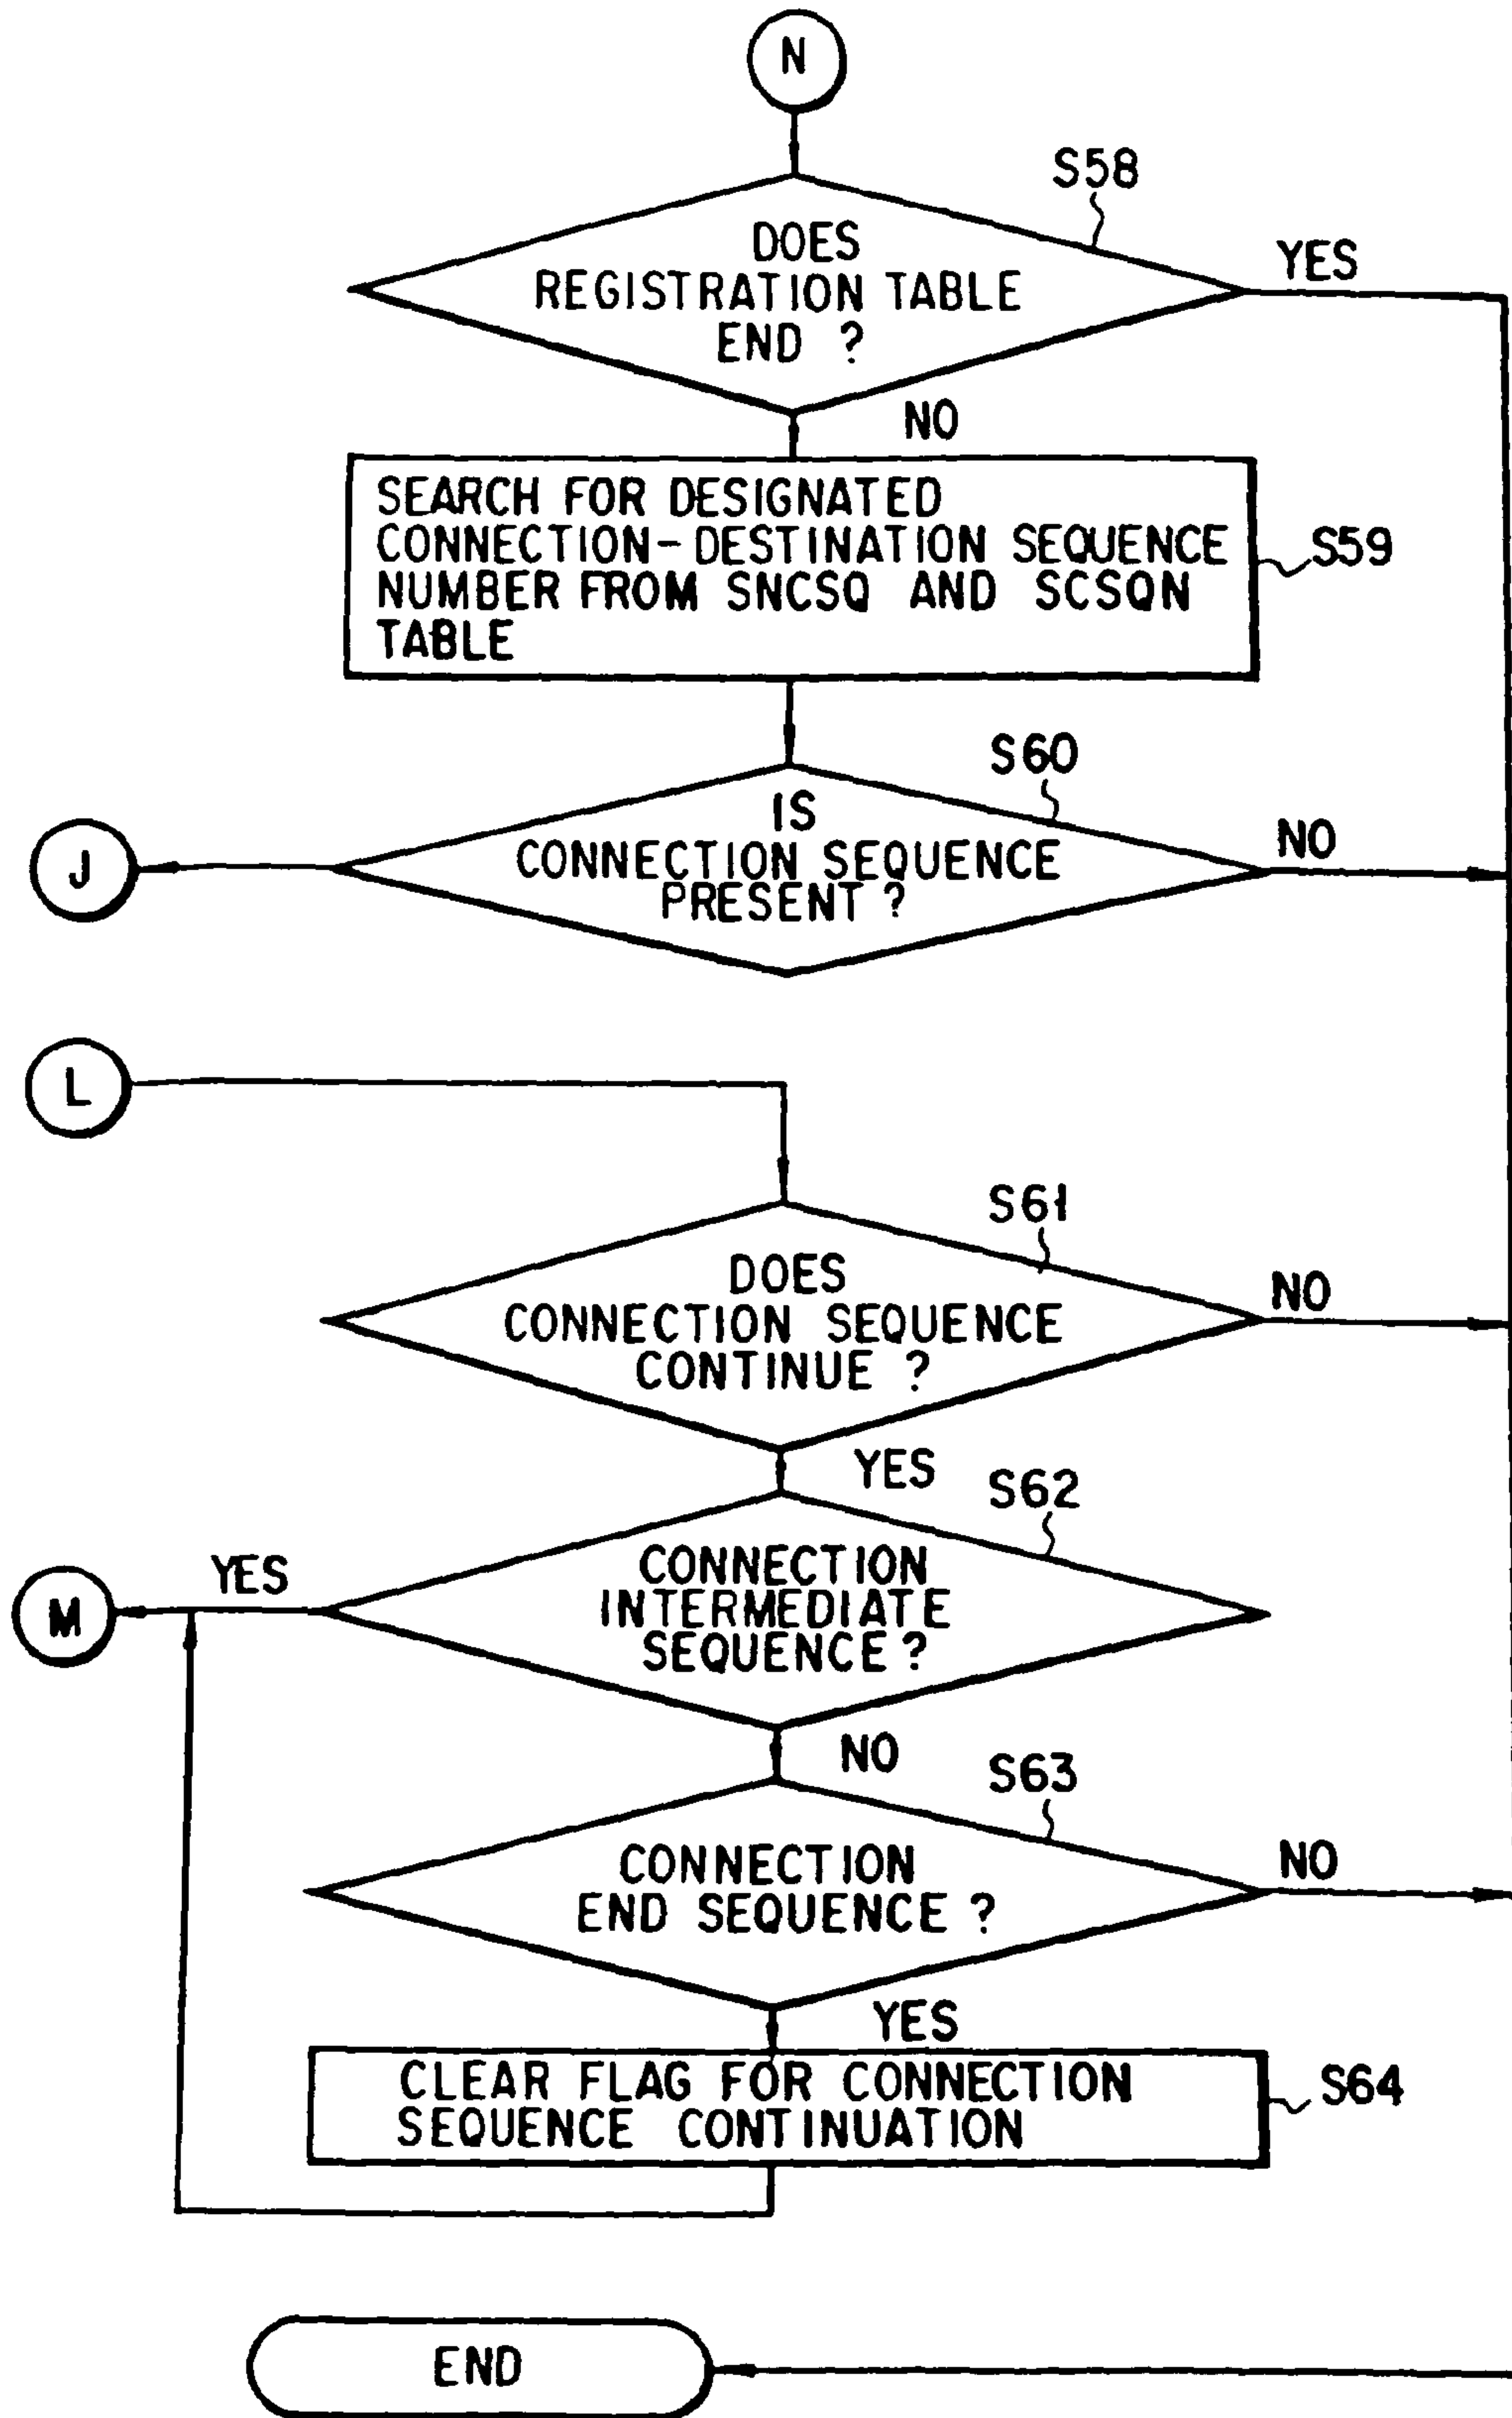 N
S58
DOES
REGISTRATION TABLE
END ?
YES
NO
SEARCH FOR DESIGNATED
CONNECTION-DESTINATION SEQUENCE
NUMBER FROM SNCSQ AND SCSQN
TABLE
S59
S60
IS
CONNECTION SEQUENCE
PRESENT ?
NO
J
L
S61
DOES
CONNECTION SEQUENCE
CONTINUE ?
NO
YES
S62
CONNECTION
INTERMEDIATE
SEQUENCE ?
YES
M
NO
S63
CONNECTION
END SEQUENCE ?
NO
YES
CLEAR FLAG FOR CONNECTION
SEQUENCE CONTINUATION
S64
END